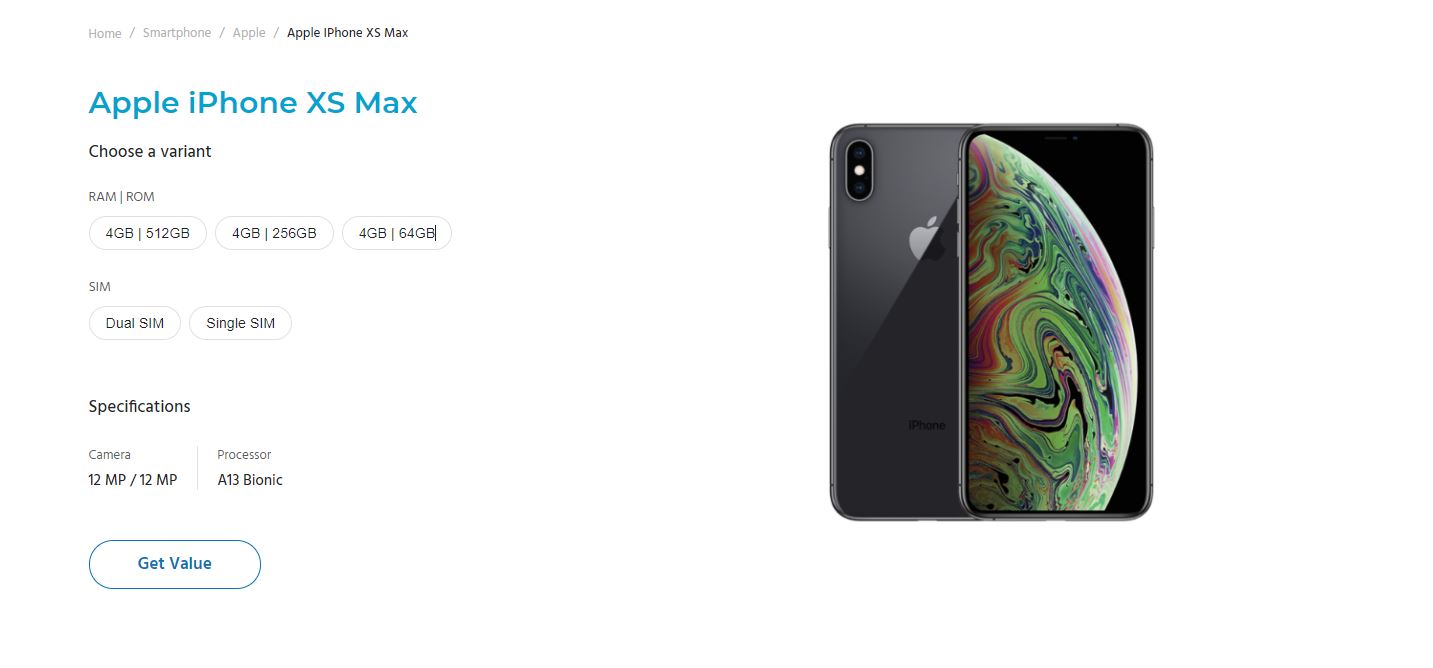 Home / Smartphone / Apple / Apple IPhone XS Max
Apple iPhone XS Max
Choose a variant
RAM | ROM
4GB | 512GB 4GB | 256GB 4GB | 64GB
SIM
Dual SIM Single SIM
Specifications
Camera Processor
12 MP / 12 MP A13 Bionic
Get Value
iPhone